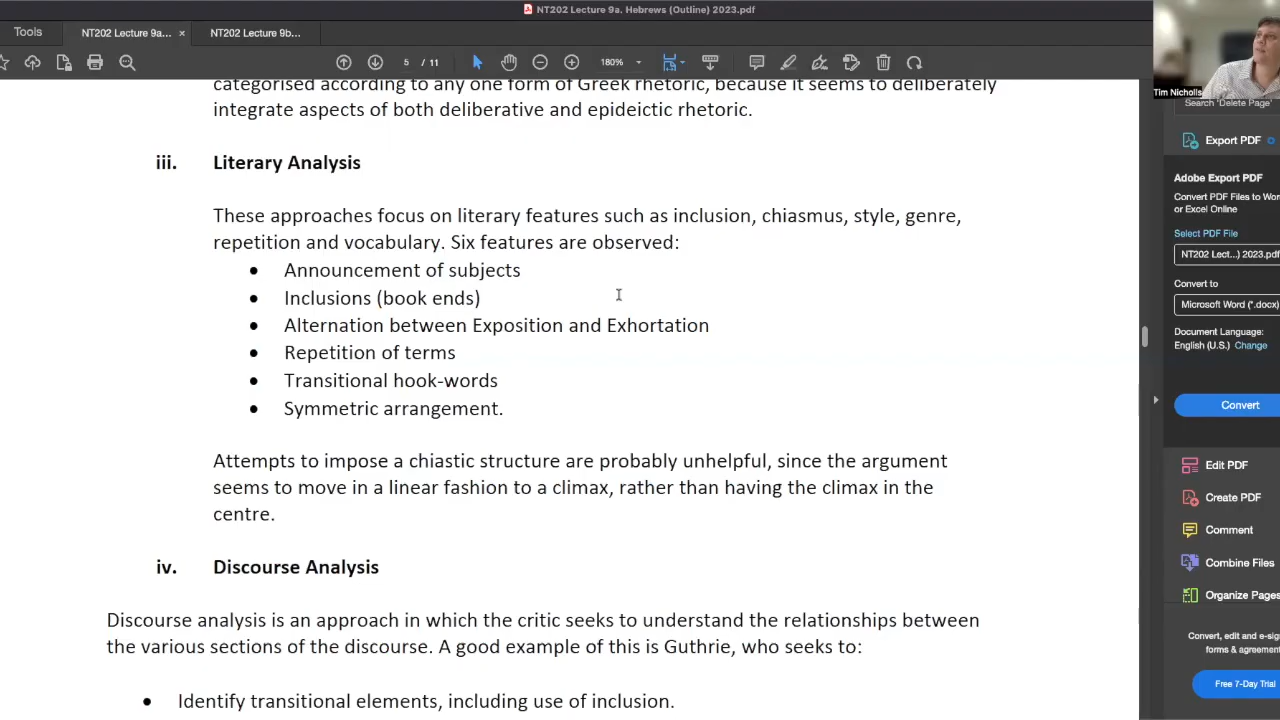 NT202 Lecture 9a. Hebrews (Outline) 2023.pdf
Tools
NT202 Lecture 9a... ×
NT202 Lecture 9b...
5 / 11
180%
Tim Nicholls
Search 'Delete Page'
categorised according to any one form of Greek rhetoric, because it seems to deliberately
integrate aspects of both deliberative and epideictic rhetoric.
iii. Literary Analysis
These approaches focus on literary features such as inclusion, chiasmus, style, genre,
repetition and vocabulary. Six features are observed:
• Announcement of subjects
• Inclusions (book ends)
• Alternation between Exposition and Exhortation
• Repetition of terms
• Transitional hook-words
• Symmetric arrangement.
Attempts to impose a chiastic structure are probably unhelpful, since the argument
seems to move in a linear fashion to a climax, rather than having the climax in the
centre.
iv. Discourse Analysis
Discourse analysis is an approach in which the critic seeks to understand the relationships between
the various sections of the discourse. A good example of this is Guthrie, who seeks to:
• Identify transitional elements, including use of inclusion.
Export PDF
Adobe Export PDF
Convert PDF Files to Wor
or Excel Online
Select PDF File
NT202 Lect...) 2023.pdf
Convert to
Microsoft Word (*.docx)
Document Language:
English (U.S.) Change
Convert
Edit PDF
Create PDF
Comment
Combine Files
Organize Pages
Convert, edit and e-sig
forms & agreemen
Free 7-Day Trial